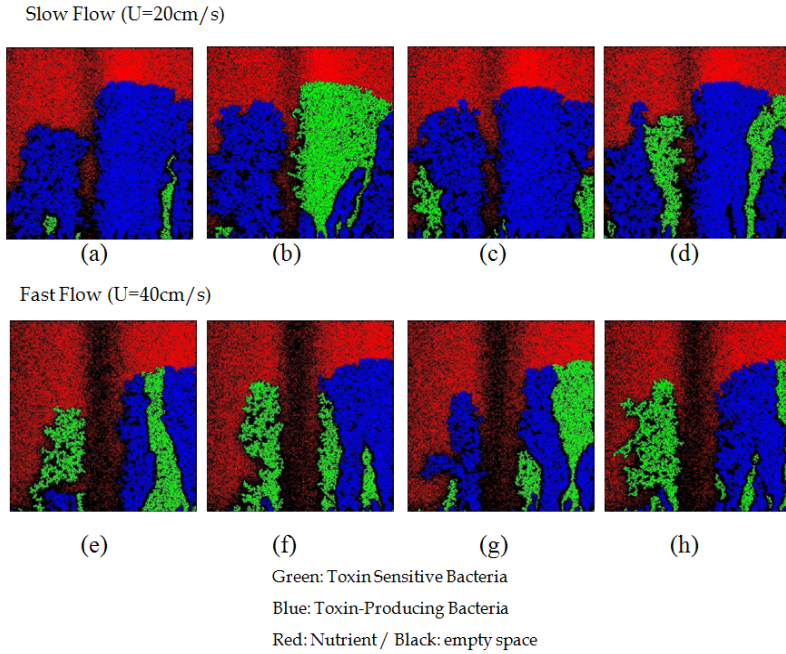 Slow Flow (U=20cm/s)
(a) (b) (c) (d)
Fast Flow (U=40cm/s)
(e) (f) (g) (h)
Green: Toxin Sensitive Bacteria
Blue: Toxin-Producing Bacteria
Red: Nutrient / Black: empty space